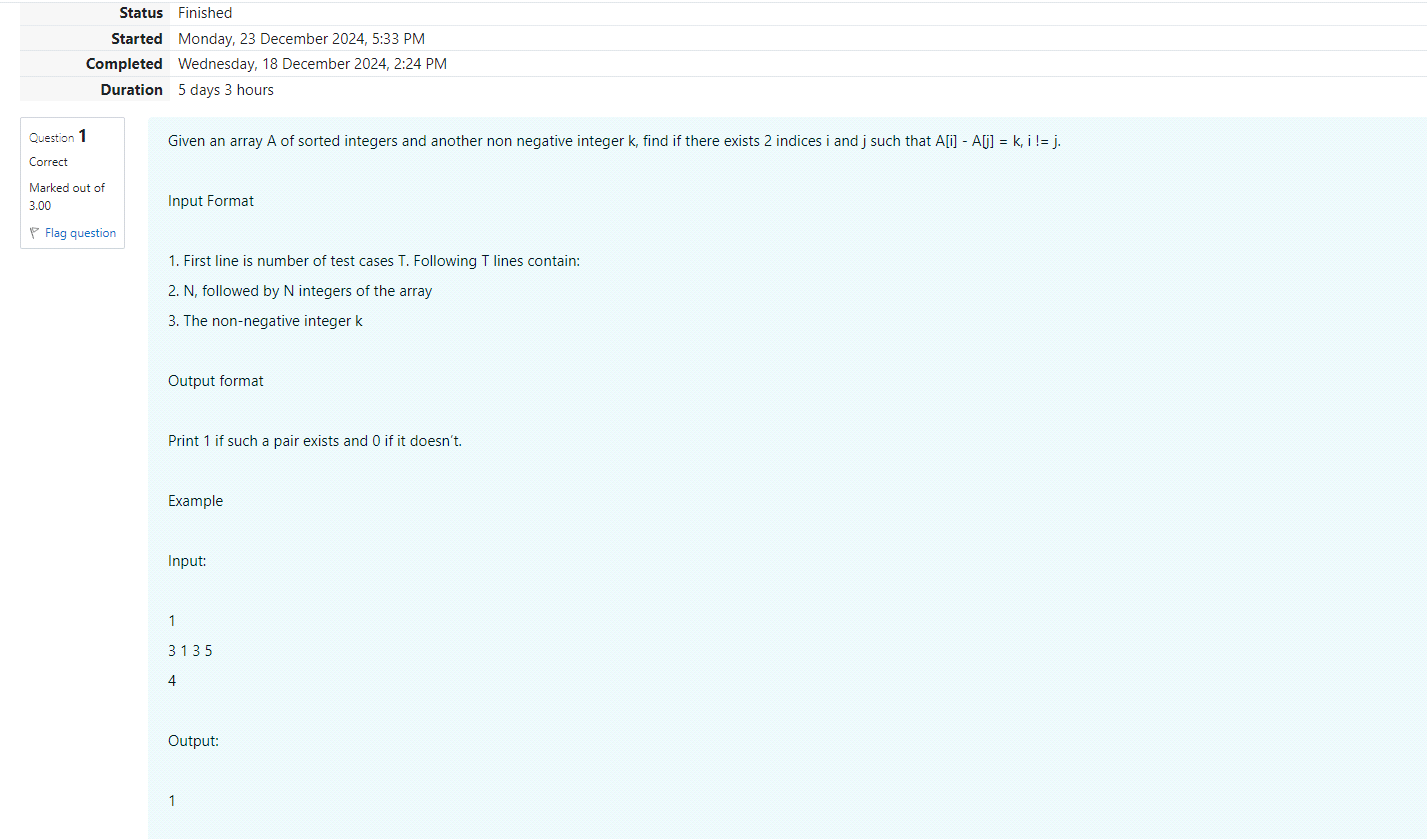 Status Finished
Started Monday, 23 December 2024, 5:33 PM
Completed Wednesday, 18 December 2024, 2:24 PM
Duration 5 days 3 hours
Question 1
Correct
Marked out of
3.00
Flag question
Given an array A of sorted integers and another non negative integer k, find if there exists 2 indices i and j such that A[i] - A[j] = k, i != j.
Input Format
1. First line is number of test cases T. Following T lines contain:
2. N, followed by N integers of the array
3. The non-negative integer k
Output format
Print 1 if such a pair exists and 0 if it doesn’t.
Example
Input:
1
3 1 3 5
4
Output:
1